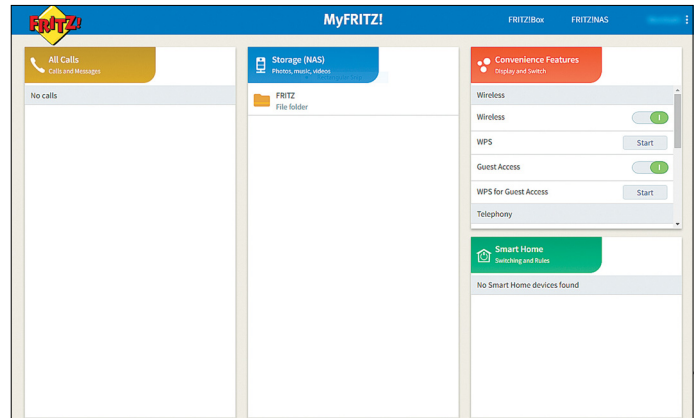 FRITZ!
MyFRITZ!
FRITZ!Box
FRITZ!NAS
All Calls
Calls and Messages
No calls
Storage (NAS)
Photos, music, videos
FRITZ
File folder
Convenience Features
Display and Switch
Wireless
Wireless
WPS
Start
Guest Access
WPS for Guest Access
Start
Telephony
Smart Home
Switching and Rules
No Smart Home devices found